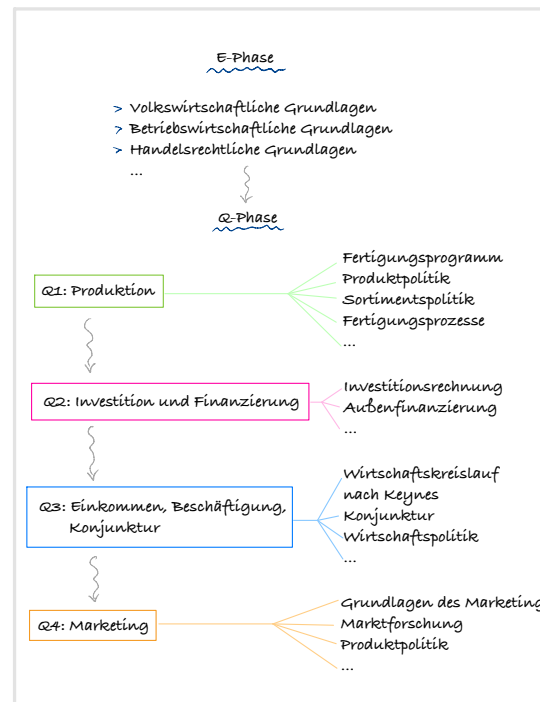 E-Phase
> Volkswirtschaftliche Grundlagen
> Betriebswirtschaftliche Grundlagen
> Handelsrechtliche Grundlagen
...
Q-Phase
Q1: Produktion
Fertigungsprogramm
Produktpolitik
Sortimentspolitik
Fertigungsprozesse
...
Q2: Investition und Finanzierung
Investitionsrechnung
Außenfinanzierung
...
Q3: Einkommen, Beschäftigung,
Konjunktur
Wirtschaftskreislauf
nach Keynes
Konjunktur
Wirtschaftspolitik
...
Q4: Marketing
Grundlagen des Marketing
Marktforschung
Produktpolitik
...